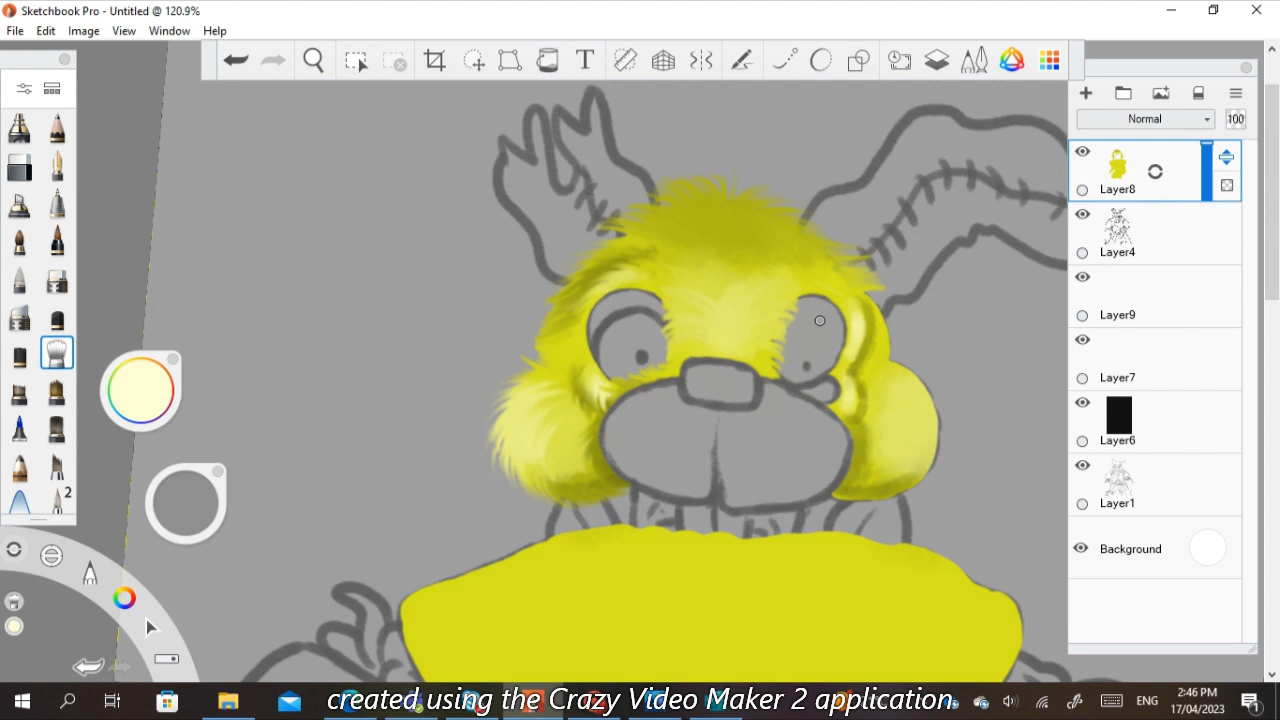 Sketchbook Pro - Untitled @ 120.9%
File Edit Image View Window Help
T
Normal 100
Layer8
Layer4
Layer9
Layer7
Layer6
Layer1
Background
2
created using the Crazy Video Maker 2 application.
ENG
2:46 PM
17/04/2023
1